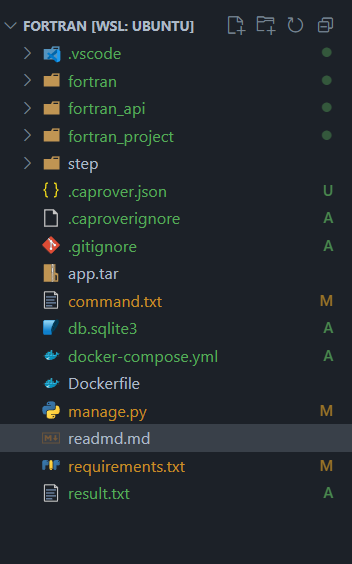 FORTRAN [WSL: UBUNTU]
.vscode
fortran
fortran_api
fortran_project
step
{} .caprover.json U
.caproverignore A
.gitignore A
app.tar
command.txt M
db.sqlite3 A
docker-compose.yml A
Dockerfile
manage.py M
readmd.md
requirements.txt M
result.txt A